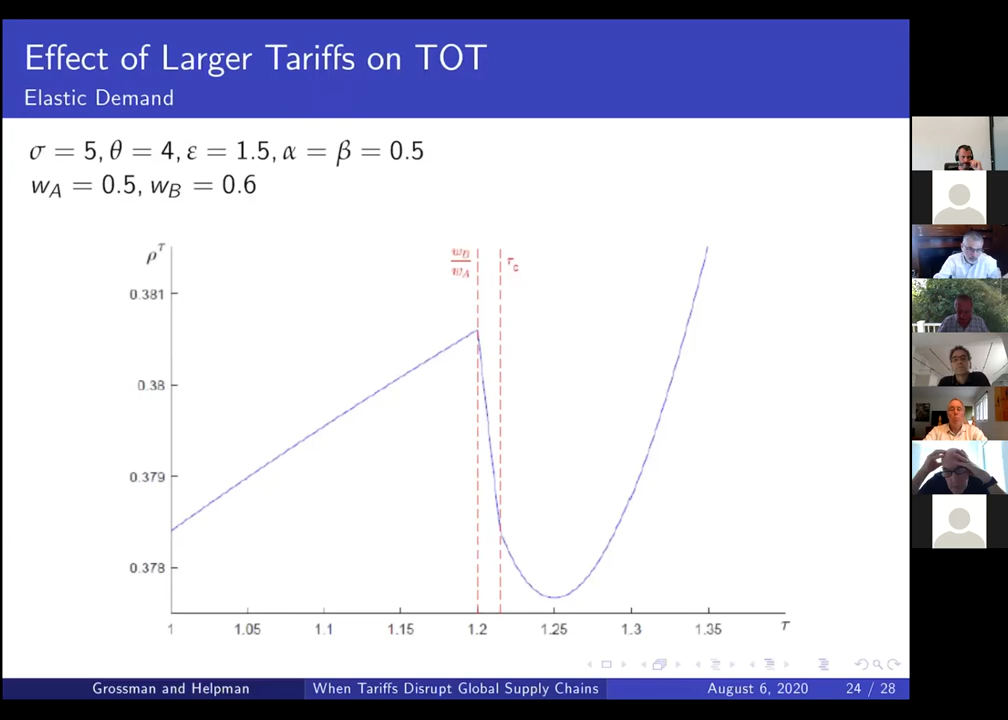 Effect of Larger Tariffs on TOT
Elastic Demand
σ = 5, θ = 4, ε = 1.5, α = β = 0.5
w_A = 0.5, w_B = 0.6
ρ^τ
w_B/w_A
τ_c
0.381
0.38
0.379
0.378
1 1.05 1.1 1.15 1.2 1.25 1.3 1.35 τ
Grossman and Helpman When Tariffs Disrupt Global Supply Chains August 6, 2020 24 / 28